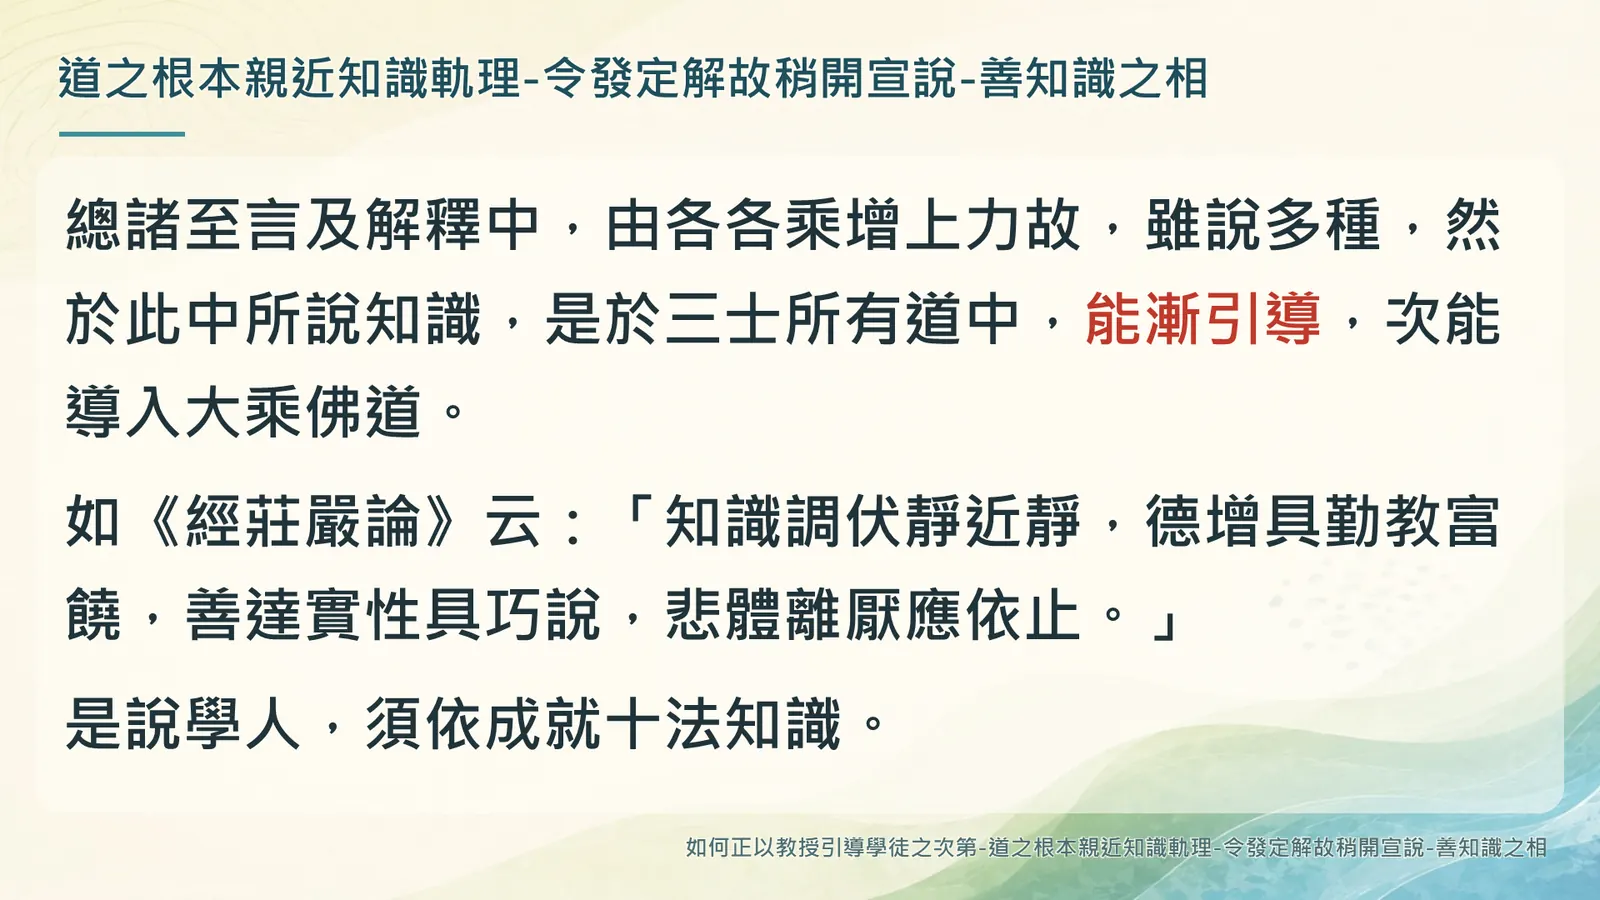 道之根本親近知識軌理-令發定解故稍開宣說-善知識之相
總諸至言及解釋中，由各各乘增上力故，雖說多種，然
於此中所說知識，是於三士所有道中，能漸引導，次能
導入大乘佛道。
如《經莊嚴論》云：「知識調伏靜近靜，德增具勤教富
饒，善達實性具巧說，悲體離厭應依止。」
是說學人，須依成就十法知識。
如何正以教授引導學徒之次第-道之根本親近知識軌理-令發定解故稍開宣說-善知識之相